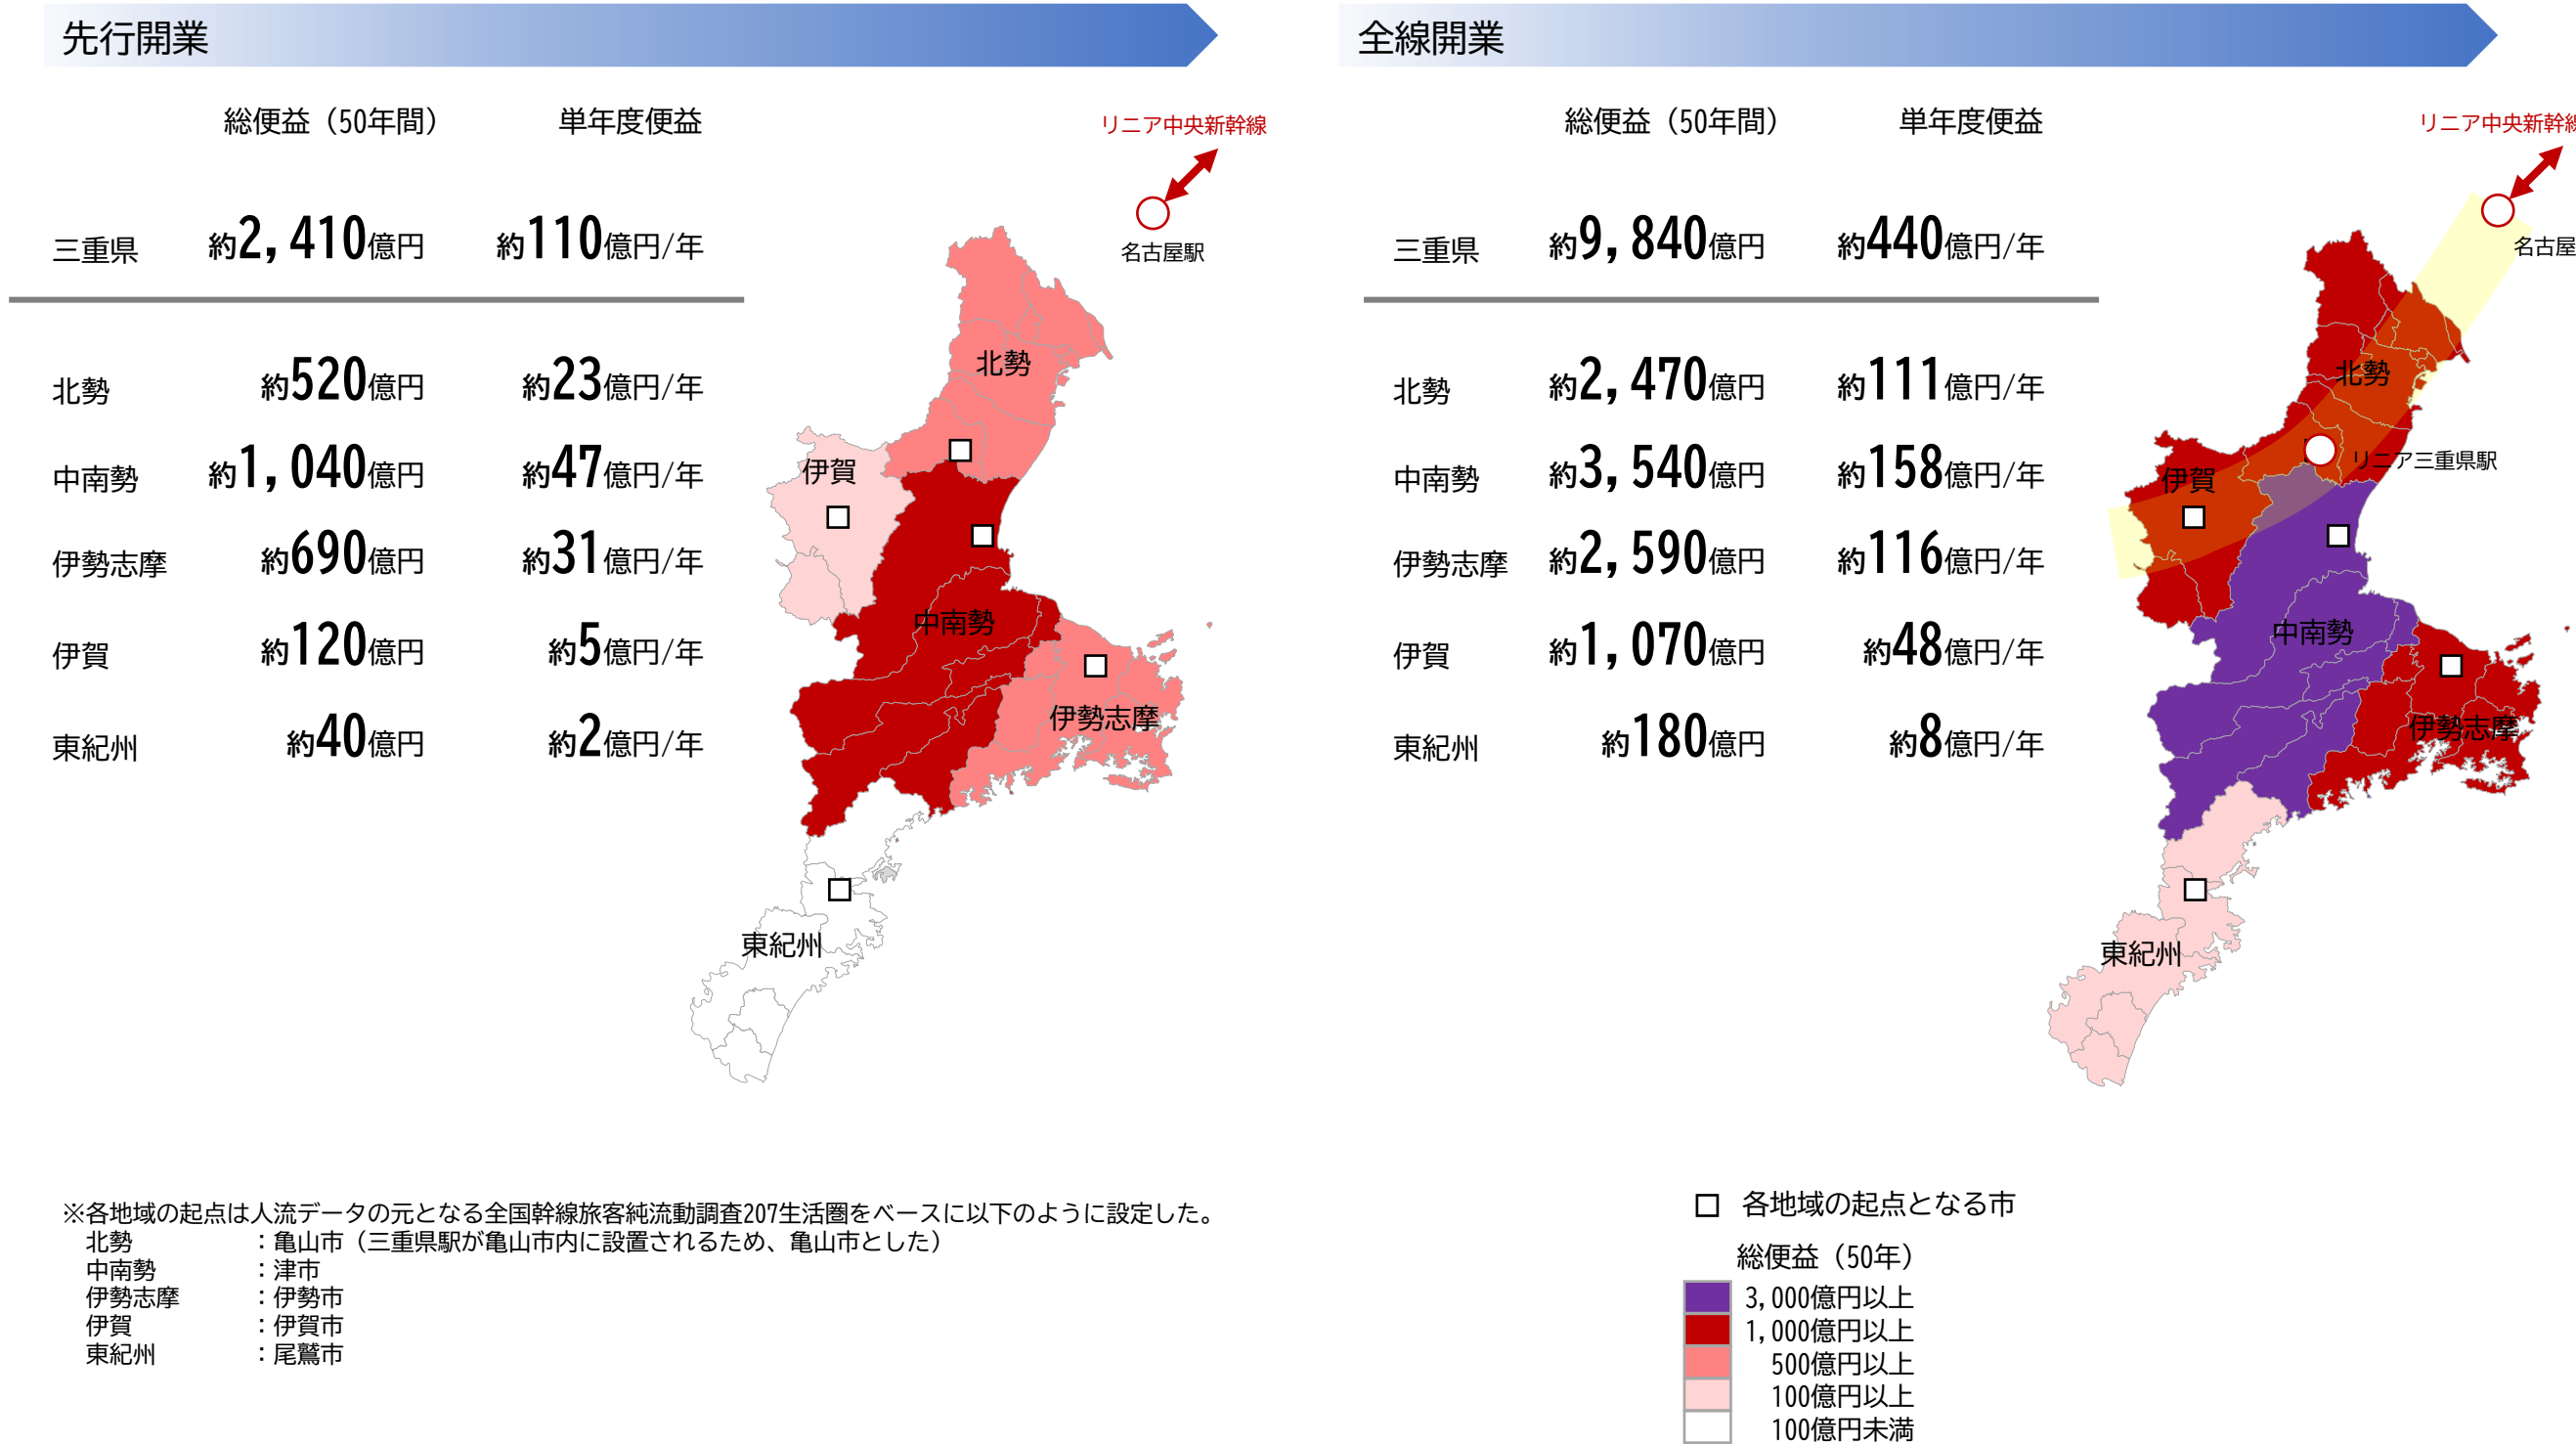 先行開業
総便益（50年間） 単年度便益
リニア中央新幹線
名古屋駅
三重県 約2,410億円 約110億円/年
北勢 約520億円 約23億円/年
中南勢 約1,040億円 約47億円/年
伊勢志摩 約690億円 約31億円/年
伊賀 約120億円 約5億円/年
東紀州 約40億円 約2億円/年
北勢
伊賀
中南勢
伊勢志摩
東紀州
全線開業
総便益（50年間） 単年度便益
リニア中央新幹線
名古屋
三重県 約9,840億円 約440億円/年
北勢 約2,470億円 約111億円/年
中南勢 約3,540億円 約158億円/年
伊勢志摩 約2,590億円 約116億円/年
伊賀 約1,070億円 約48億円/年
東紀州 約180億円 約8億円/年
北勢
リニア三重県駅
伊賀
中南勢
伊勢志摩
東紀州
※各地域の起点は人流データの元となる全国幹線旅客純流動調査207生活圏をベースに以下のように設定した。
北勢 ：亀山市（三重県駅が亀山市内に設置されるため、亀山市とした）
中南勢 ：津市
伊勢志摩 ：伊勢市
伊賀 ：伊賀市
東紀州 ：尾鷲市
各地域の起点となる市
総便益（50年）
3,000億円以上
1,000億円以上
500億円以上
100億円以上
100億円未満